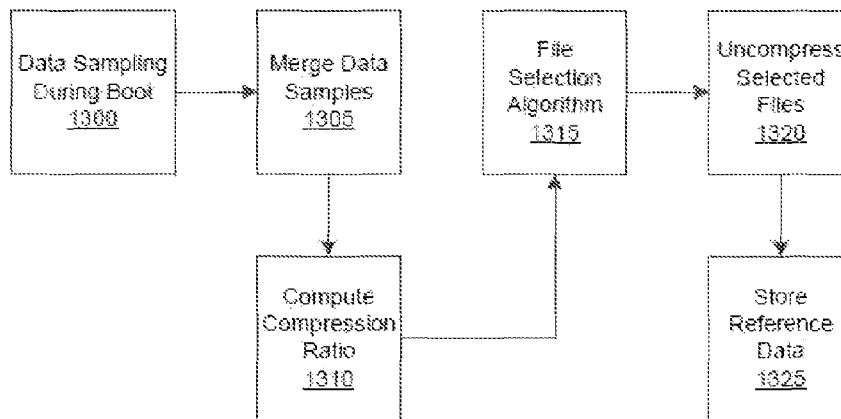 Data Sampling
During Boot
1300
Merge Data
Samples
1305
Compute
Compression
Ratio
1310
File
Selection
Algorithm
1315
Uncompress
Selected
Files
1320
Store
Reference
Data
1325